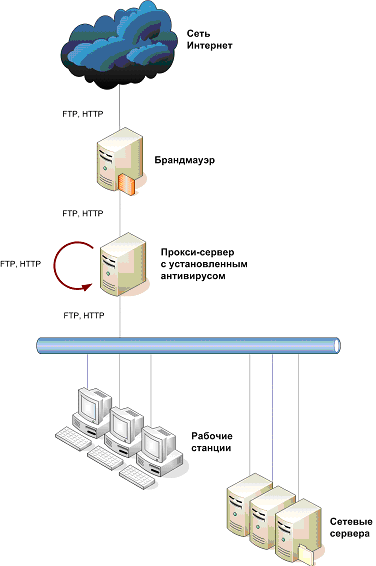 Сеть
Интернет
FTP, HTTP
Брандмауэр
FTP, HTTP
Прокси-сервер
с установленным
антивирусом
FTP, HTTP
FTP, HTTP
Рабочие
станции
Сетевые
сервера